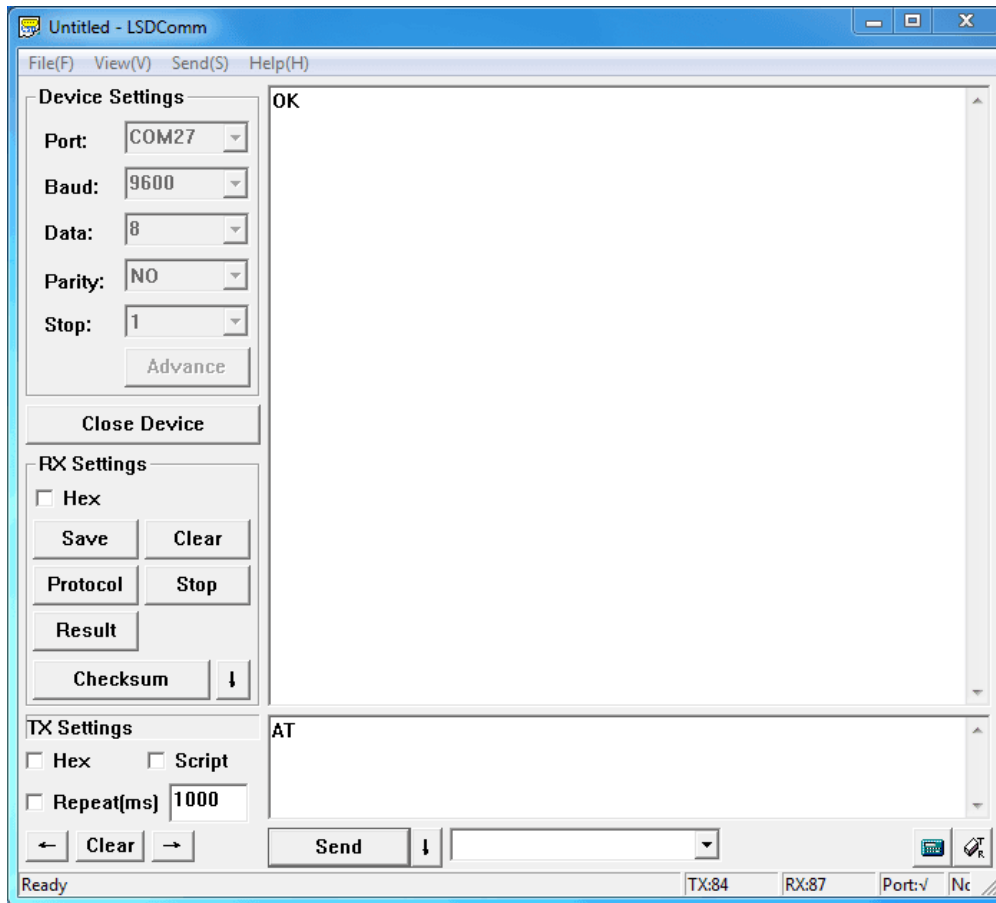 Untitled - LSDComm
File(F) View(V) Send(S) Help(H)
Device Settings
Port: COM27
Baud: 9600
Data: 8
Parity: NO
Stop: 1
Advance
Close Device
RX Settings
Hex
Save Clear
Protocol Stop
Result
Checksum
OK
TX Settings
Hex Script
Repeat(ms) 1000
Clear
AT
Send
Ready TX:84 RX:87 Port:√